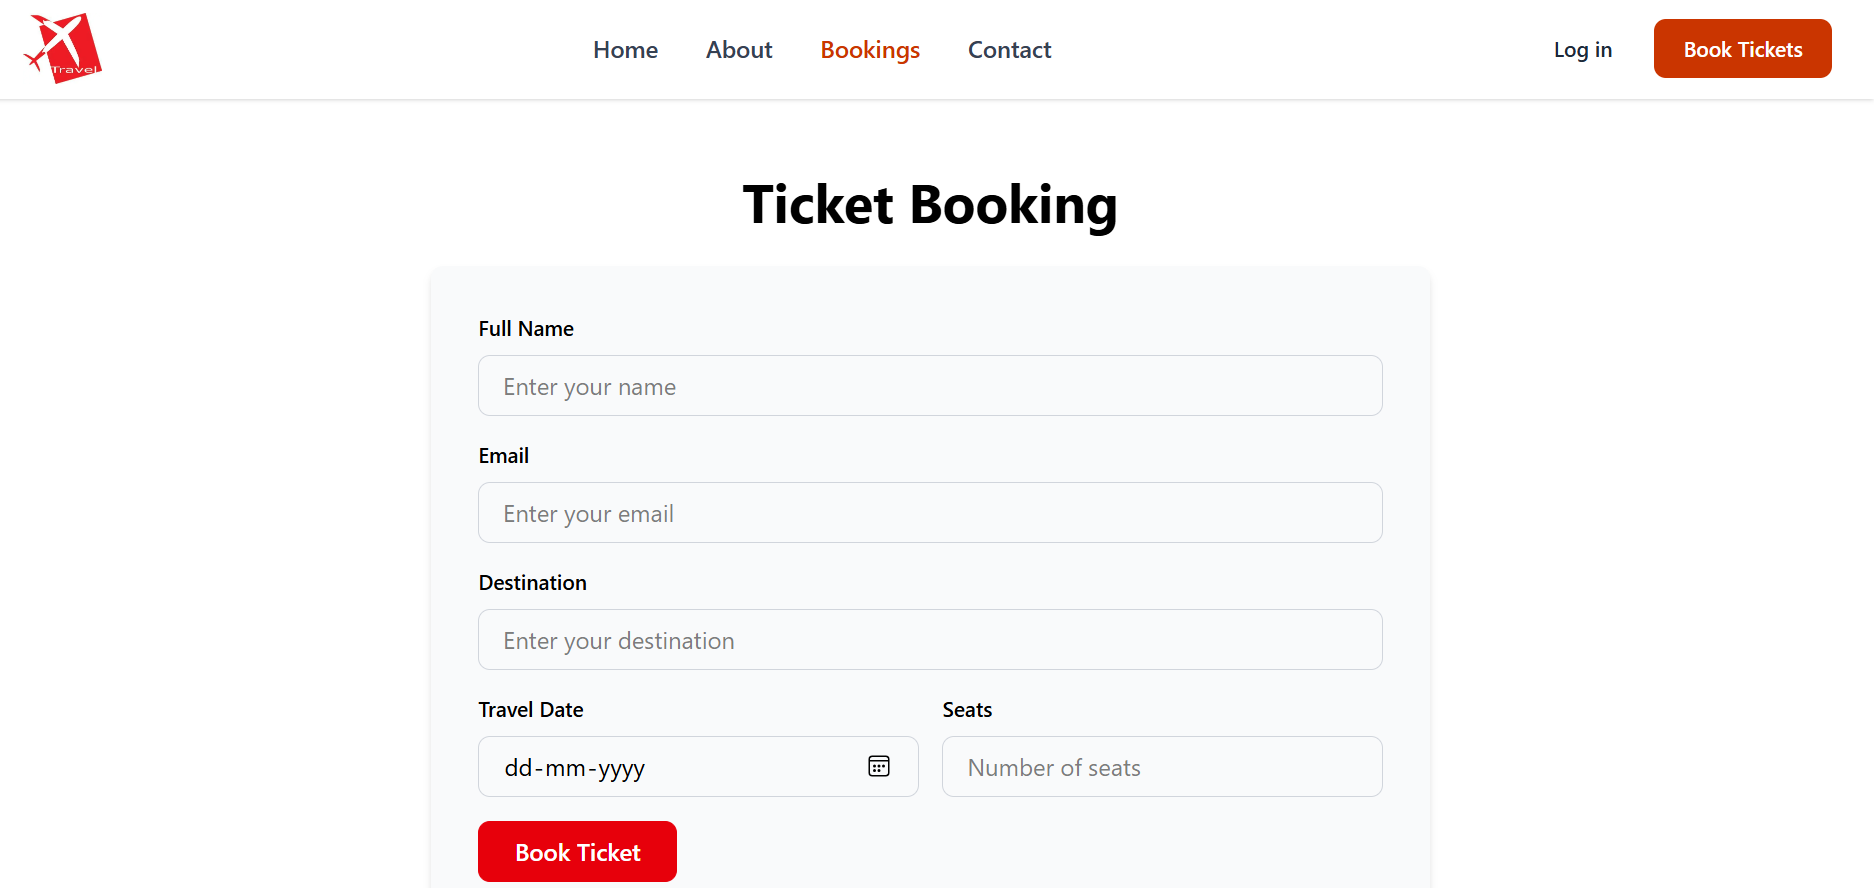 Travel
Home About Bookings Contact Log in Book Tickets
Ticket Booking
Full Name
Enter your name
Email
Enter your email
Destination
Enter your destination
Travel Date Seats
dd-mm-yyyy Number of seats
Book Ticket